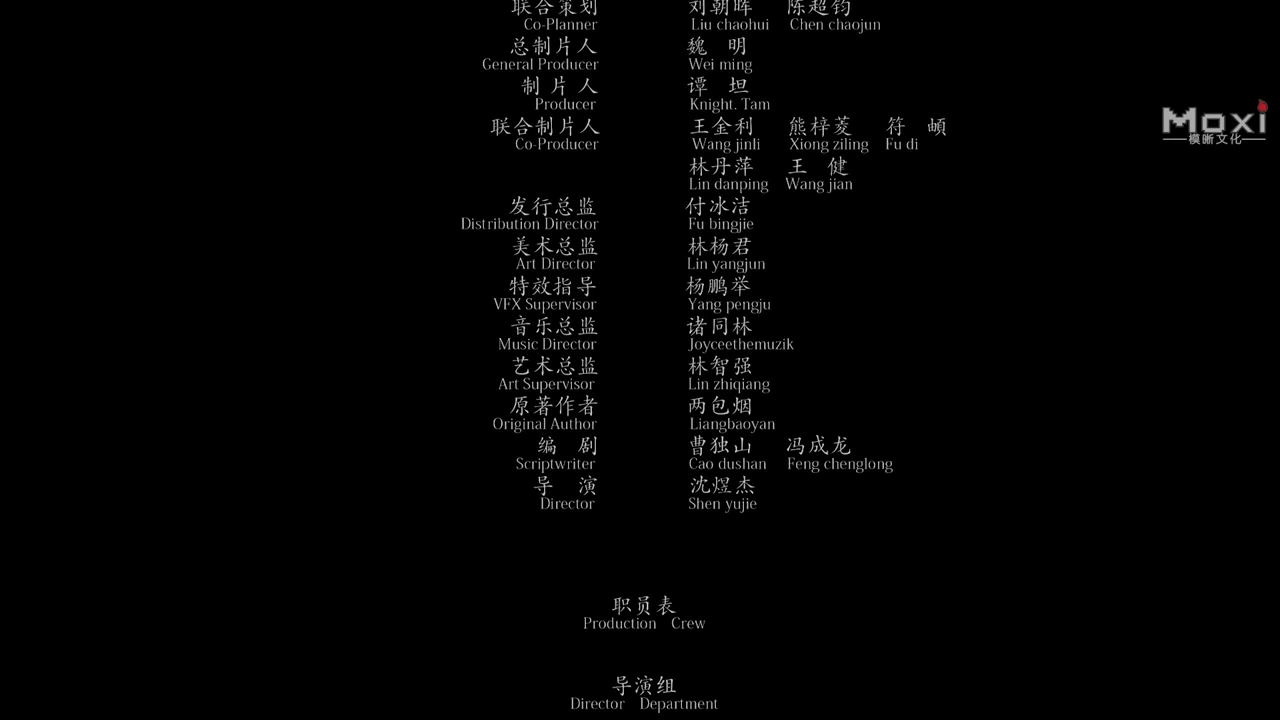 联合策划 刘朝晖 陈超钧
Co-Planner Liu chaohui Chen chaojun
总制片人 魏 明
General Producer Wei ming
制 片 人 谭 坦
Producer Knight. Tam
联合制片人 王金利 熊梓菱 符 頔
Co-Producer Wang jinli Xiong ziling Fu di
林丹萍 王 健
Lin danping Wang jian
发行总监 付冰洁
Distribution Director Fu bingjie
美术总监 林杨君
Art Director Lin yangjun
特效指导 杨鹏举
VFX Supervisor Yang pengju
音乐总监 诸同林
Music Director Joyceethemuzik
艺术总监 林智强
Art Supervisor Lin zhiqiang
原著作者 两包烟
Original Author Liangbaoyan
编 剧 曹独山 冯成龙
Scriptwriter Cao dushan Feng chenglong
导 演 沈煜杰
Director Shen yujie
职员表
Production Crew
导演组
Director Department
Moxi
模晰文化